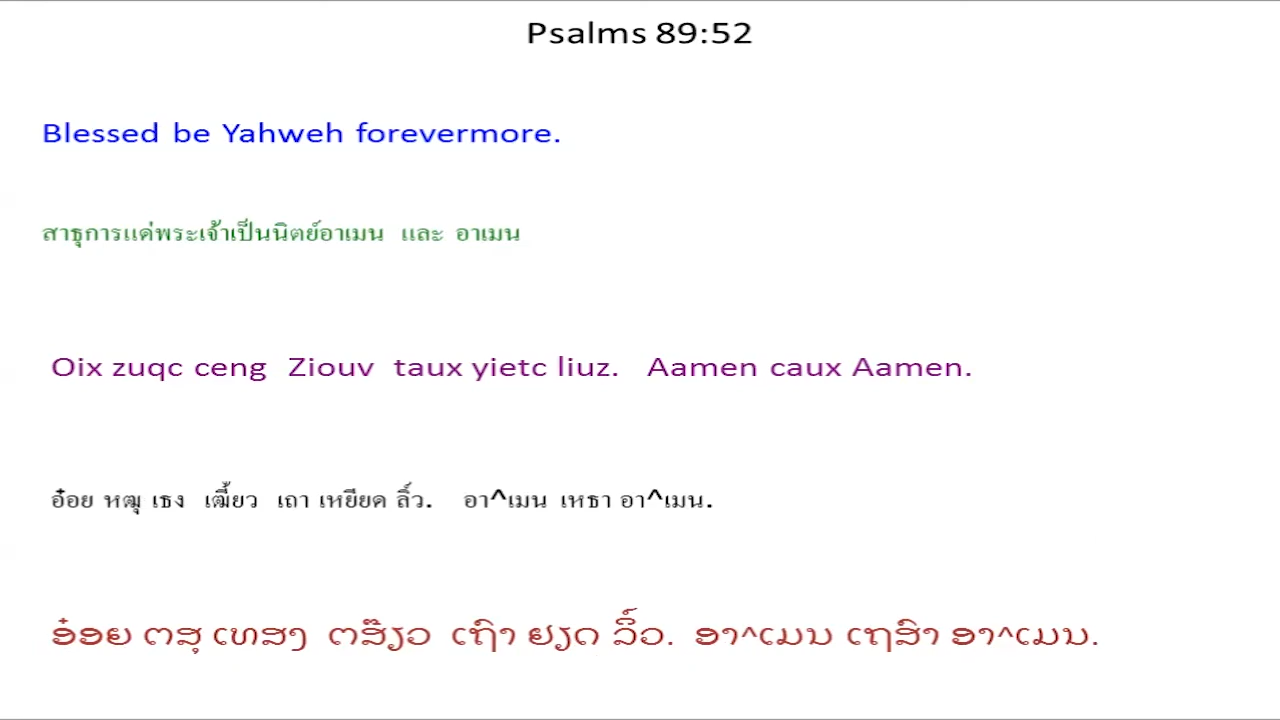 Psalms 89:52
Blessed be Yahweh forevermore.
สาธุการแด่พระเจ้าเป็นนิตย์อาเมน และ อาเมน
Oix zuqc ceng Ziouv taux yietc liuz. Aamen caux Aamen.
อ๋อย หฒุ เธง เฒี้ยว เถา เหยียด ลิ์ว. อา^เมน เหธา อา^เมน.
ອ໋ອຍ ຕສຸ ເທສງ ຕສ໊ຽວ ເຖົາ ຢຽດ ລິ໌ວ. ອາ^ເມນ ເຖສົາ ອາ^ເມນ.